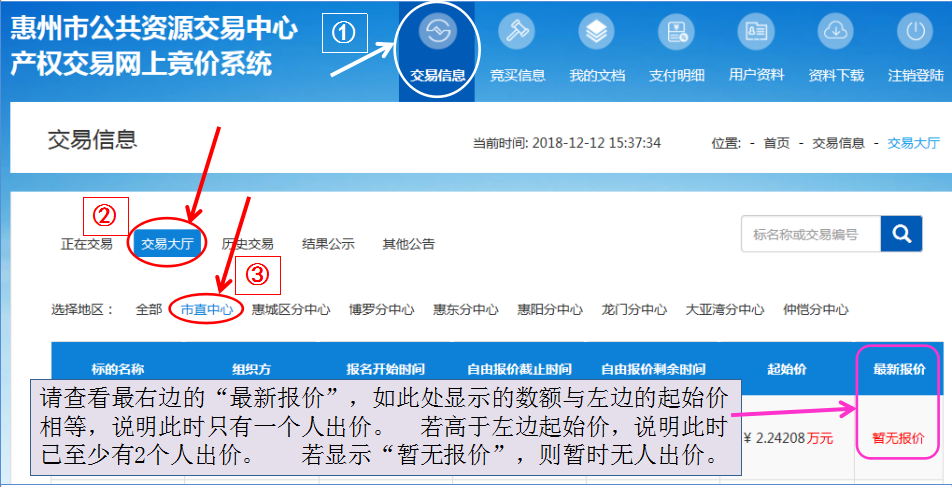 惠州市公共资源交易中心
产权交易网上竞价系统
①
交易信息 竞买信息 我的文档 支付明细 用户资料 资料下载 注销登陆
交易信息
当前时间: 2018-12-12 15:37:34 位置: - 首页 - 交易信息 - 交易大厅
②
正在交易 交易大厅 历史交易 结果公示 其他公告
标名称或交易编号
③
选择地区： 全部 市直中心 惠城区分中心 博罗分中心 惠东分中心 惠阳分中心 龙门分中心 大亚湾分中心 仲恺分中心
标的名称 组织方 报名开始时间 自由报价截止时间 自由报价剩余时间 起始价 最新报价
请查看最右边的“最新报价”，如此处显示的数额与左边的起始价
相等，说明此时只有一个人出价。 若高于左边起始价，说明此时
已至少有2个人出价。 若显示“暂无报价”，则暂时无人出价。
¥ 2.24208万元 暂无报价